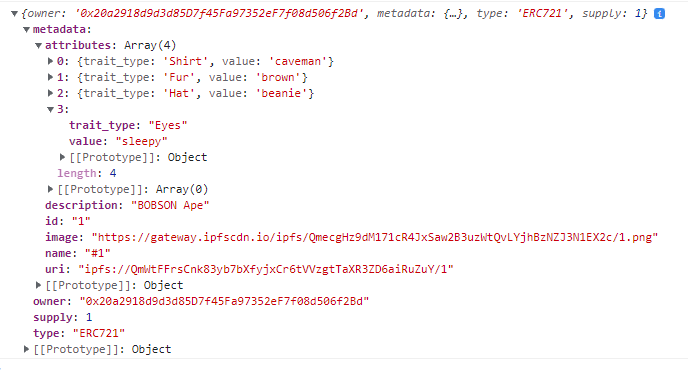 {owner: '0x20a2918d9d3d85D7f45Fa97352eF7f08d506f2Bd', metadata: {…}, type: 'ERC721', supply: 1} i
metadata:
attributes: Array(4)
0: {trait_type: 'Shirt', value: 'caveman'}
1: {trait_type: 'Fur', value: 'brown'}
2: {trait_type: 'Hat', value: 'beanie'}
3:
trait_type: "Eyes"
value: "sleepy"
[[Prototype]]: Object
length: 4
[[Prototype]]: Array(0)
description: "BOBSON Ape"
id: "1"
image: "https://gateway.ipfscdn.io/ipfs/QmecgHz9dM171cR4JxSaw2B3uzWtQvLYjhBzNZJ3N1EX2c/1.png"
name: "#1"
uri: "ipfs://QmWtFFrsCnk83yb7bXfyjxCr6tVVzgtTaXR3ZD6aiRuZuY/1"
[[Prototype]]: Object
owner: "0x20a2918d9d3d85D7f45Fa97352eF7f08d506f2Bd"
supply: 1
type: "ERC721"
[[Prototype]]: Object